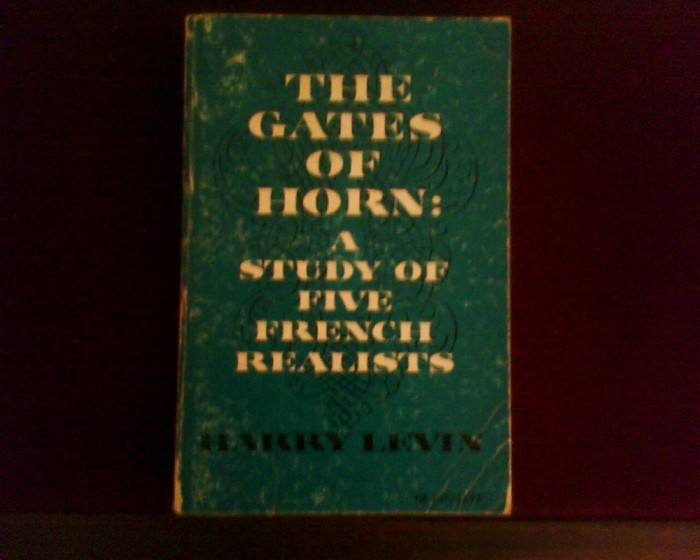 THE
GATES
OF
HORN:
A
STUDY OF
FIVE
FRENCH
REALISTS
HARRY LEVIN